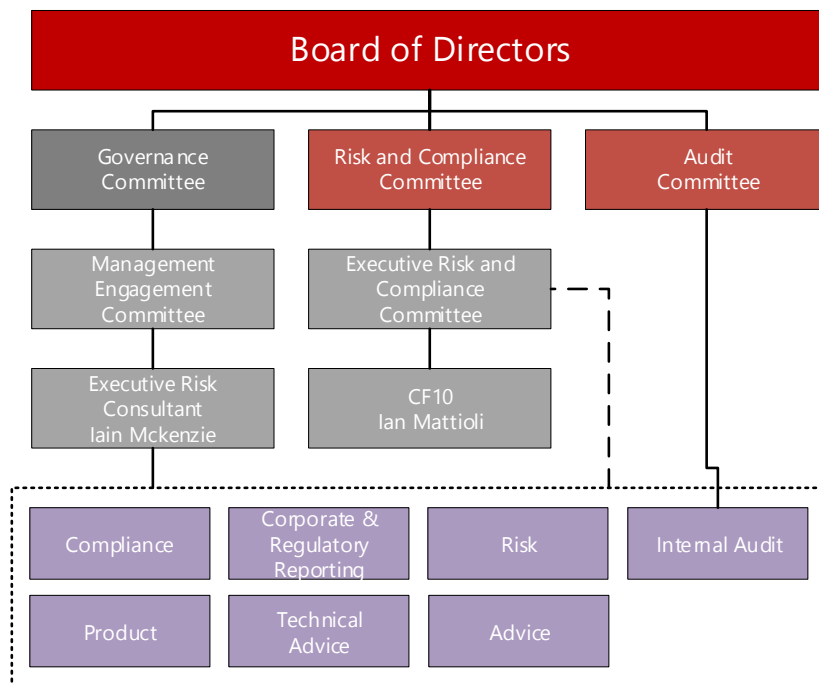 Board of Directors
Governance
Committee
Risk and Compliance
Committee
Audit
Committee
Management
Engagement
Committee
Executive Risk and
Compliance
Committee
Executive Risk
Consultant
Iain Mckenzie
CF10
Ian Mattioli
Compliance
Corporate &
Regulatory
Reporting
Risk
Internal Audit
Product
Technical
Advice
Advice